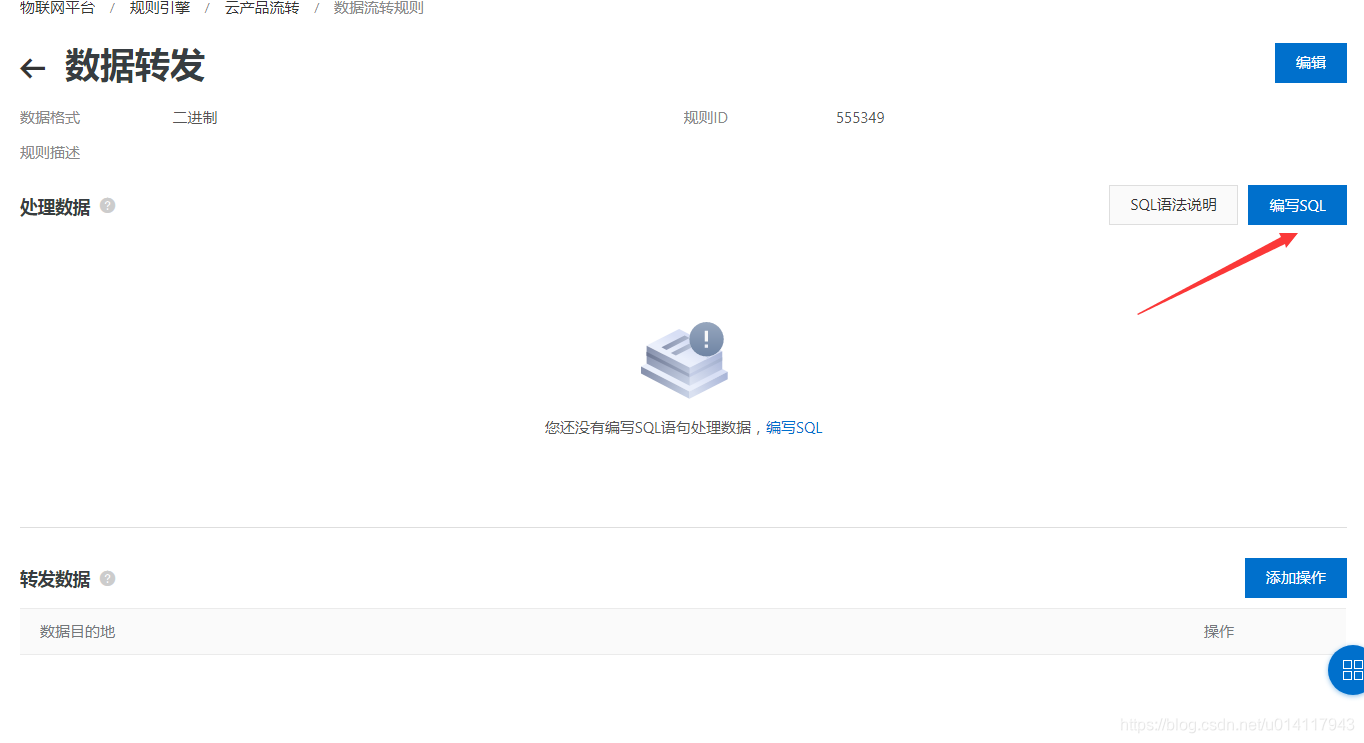 物联网平台 / 规则引擎 / 云产品流转 / 数据流转规则
数据转发
编辑
数据格式 二进制 规则ID 555349
规则描述
处理数据 ?
SQL语法说明 编写SQL
您还没有编写SQL语句处理数据，编写SQL
转发数据 ?
添加操作
数据目的地 操作
https://blog.csdn.net/u014117943